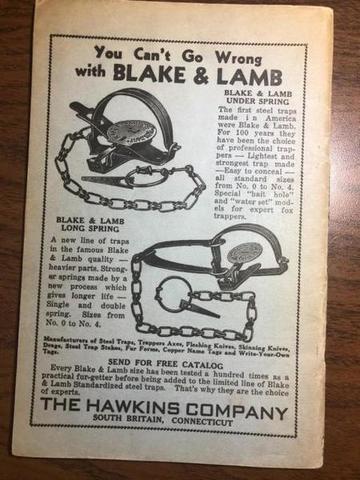 You Can't Go Wrong
with BLAKE & LAMB
BLAKE & LAMB
UNDER SPRING
The first steel traps
made in America
were Blake & Lamb.
For 100 years they
have been the choice
of professional trap-
pers — Lightest and
strongest trap made
—Easy to conceal —
all standard sizes
from No. 0 to No. 4.
Special "bait hole"
and "water set" mod-
els for expert fox
trappers.
BLAKE & LAMB
LONG SPRING
A new line of traps
in the famous Blake
& Lamb quality —
heavier parts. Strong-
er springs made by a
new process which
gives longer life —
Single and double
spring. Sizes from
No. 0 to No. 4.
Manufacturers of Steel Traps, Trappers Axes, Fleshing Knives, Skinning Knives,
Drags, Steel Trap Stakes, Fur Forms, Copper Name Tags and Write-Your-Own
Tags.
SEND FOR FREE CATALOG
Every Blake & Lamb size has been tested a hundred times as a
practical fur-getter before being added to the limited line of Blake
& Lamb Standardized steel traps. That's why they are the choice
of experts.
THE HAWKINS COMPANY
SOUTH BRITAIN, CONNECTICUT